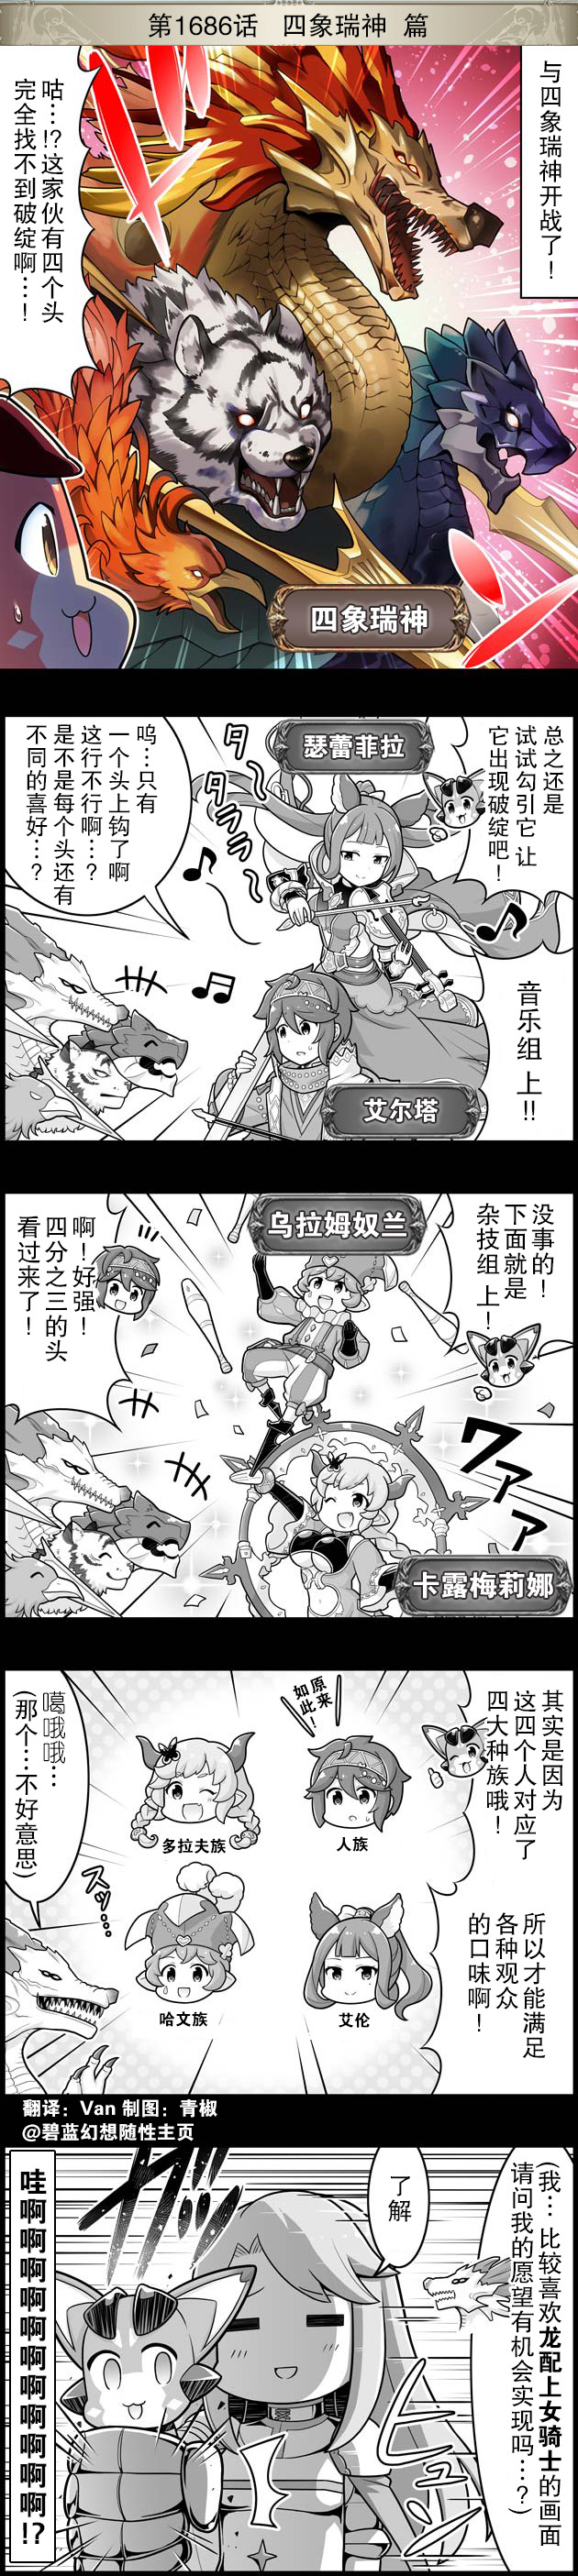 第1686话　四象瑞神　篇
与四象瑞神开战了！
咕…!?这家伙有四个头
完全找不到破绽啊…！
四象瑞神
总之还是
试试勾引它 让
它出现破绽吧！
瑟蕾菲拉
タ〜
タララ〜
呜…只有
一个头上钩了啊
这行不行啊…？
是不是每个头还有
不同的喜好…？
音乐组 上!!
艾尔塔
没事的！
下面就是
杂技组 上！
乌拉姆奴兰
啊！好强！
四分之三的头
看过来了！
ワアアァ
卡露梅莉娜
其实是因为
这四个人对应了
四大种族哦！
原来
如此！
多拉夫族
人族
噶哦哦…
(那个…不好意思)
スッ…
所以才能满足
各种观众
的口味啊！
哈文族
艾伦
翻译：Van 制图：青椒
@碧蓝幻想随性主页
(我… 比较喜欢龙配上女骑士的画面
请问我的愿望有机会实现吗…？)
了解
哇啊啊啊啊啊啊啊啊啊啊!?